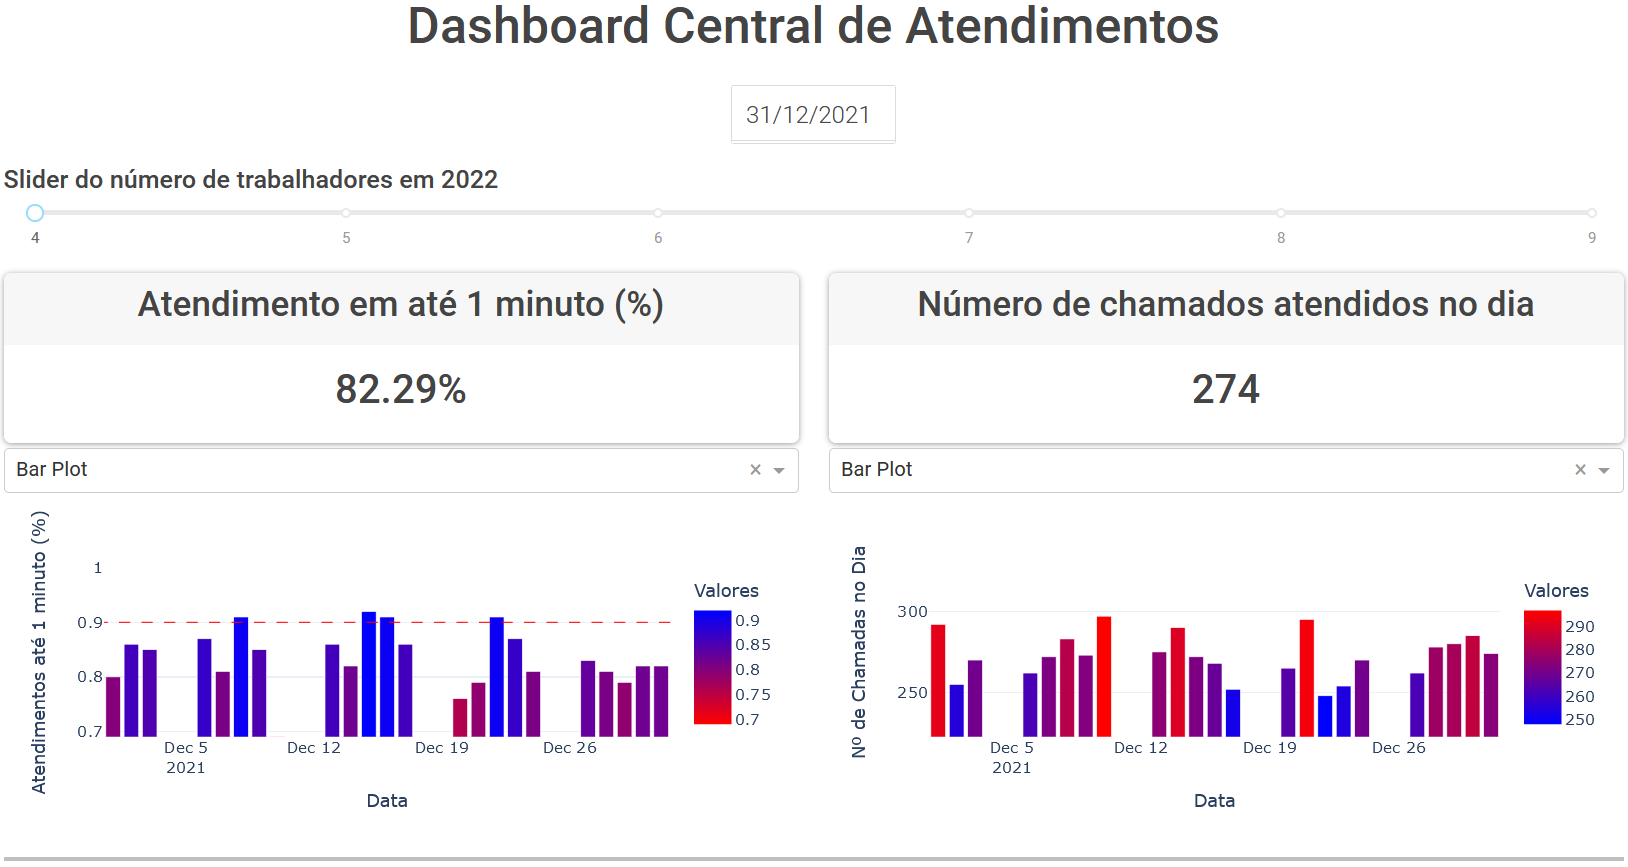 Dashboard Central de Atendimentos
31/12/2021
Slider do número de trabalhadores em 2022
4 5 6 7 8 9
Atendimento em até 1 minuto (%)
82.29%
Número de chamados atendidos no dia
274
Bar Plot
Bar Plot
Atendimentos até 1 minuto (%)
1
0.9
0.8
0.7
Dec 5 Dec 12 Dec 19 Dec 26
2021
Data
Valores
0.9
0.85
0.8
0.75
0.7
Nº de Chamadas no Dia
300
250
Dec 5 Dec 12 Dec 19 Dec 26
2021
Data
Valores
290
280
270
260
250